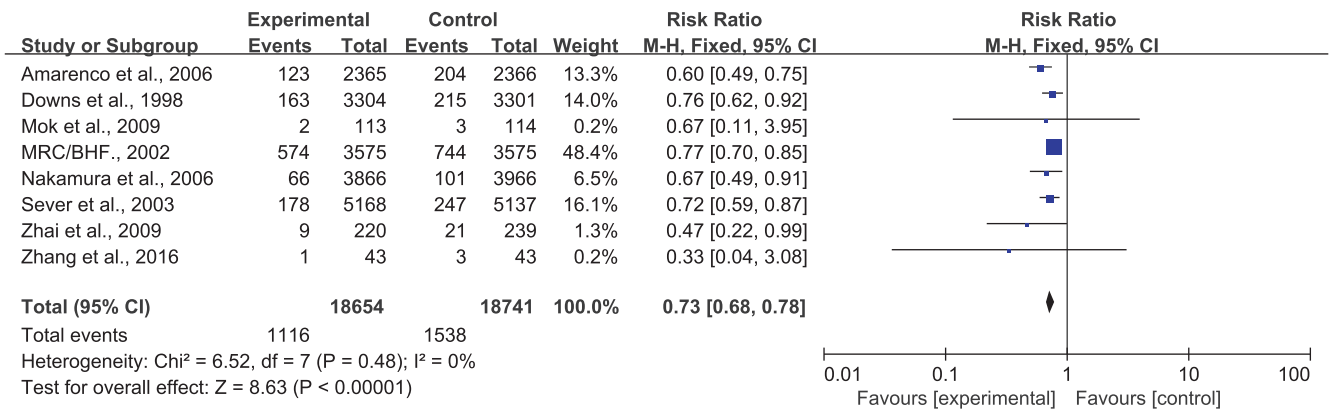 Experimental Control Risk Ratio Risk Ratio
Study or Subgroup Events Total Events Total Weight M-H, Fixed, 95% CI M-H, Fixed, 95% CI
Amarenco et al., 2006 123 2365 204 2366 13.3% 0.60 [0.49, 0.75]
Downs et al., 1998 163 3304 215 3301 14.0% 0.76 [0.62, 0.92]
Mok et al., 2009 2 113 3 114 0.2% 0.67 [0.11, 3.95]
MRC/BHF., 2002 574 3575 744 3575 48.4% 0.77 [0.70, 0.85]
Nakamura et al., 2006 66 3866 101 3966 6.5% 0.67 [0.49, 0.91]
Sever et al., 2003 178 5168 247 5137 16.1% 0.72 [0.59, 0.87]
Zhai et al., 2009 9 220 21 239 1.3% 0.47 [0.22, 0.99]
Zhang et al., 2016 1 43 3 43 0.2% 0.33 [0.04, 3.08]
Total (95% CI) 18654 18741 100.0% 0.73 [0.68, 0.78]
Total events 1116 1538
Heterogeneity: Chi² = 6.52, df = 7 (P = 0.48); I² = 0%
Test for overall effect: Z = 8.63 (P < 0.00001)
0.01 0.1 1 10 100
Favours [experimental] Favours [control]